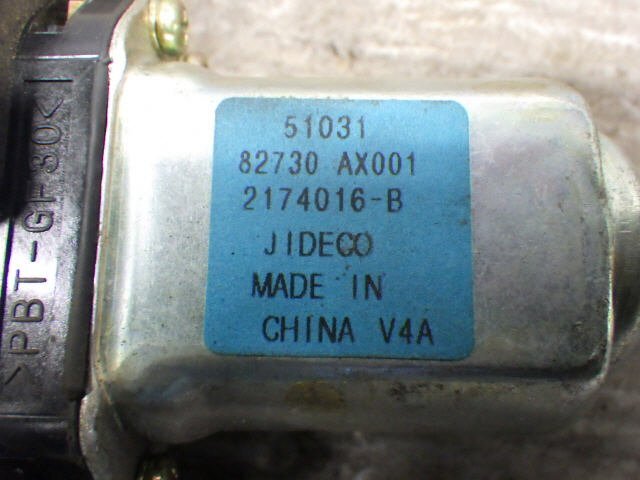 51031
82730 AX001
2174016-B
JIDECO
MADE IN
CHINA V4A
>PBT-GF30<